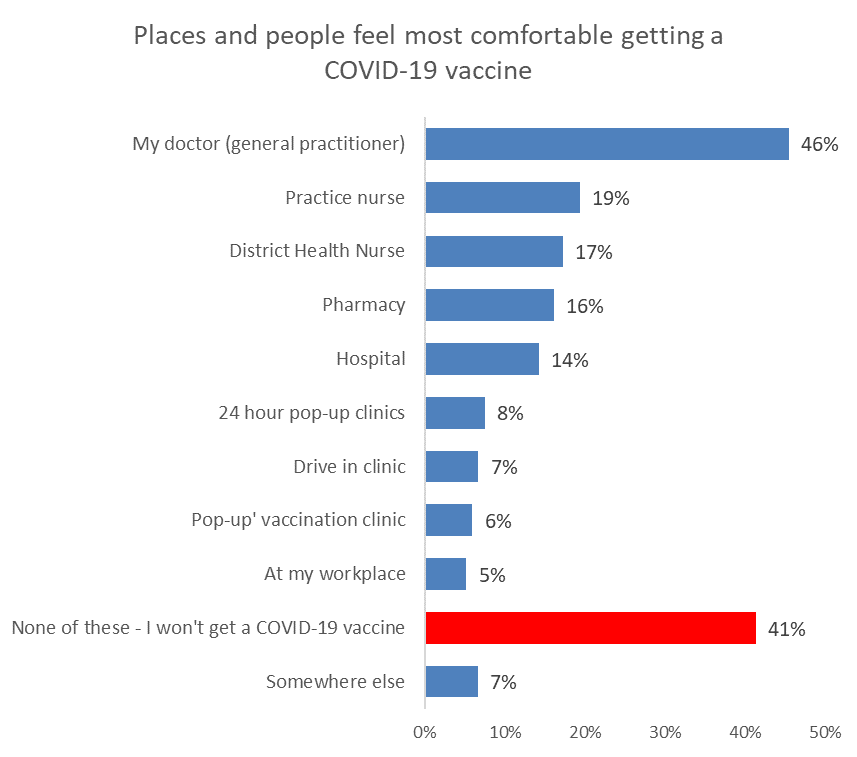 Places and people feel most comfortable getting a
COVID-19 vaccine
My doctor (general practitioner)
46%
Practice nurse
19%
District Health Nurse
17%
Pharmacy
16%
Hospital
14%
24 hour pop-up clinics
8%
Drive in clinic
7%
Pop-up' vaccination clinic
6%
At my workplace
5%
None of these - I won't get a COVID-19 vaccine
41%
Somewhere else
7%
0% 10% 20% 30% 40% 50%